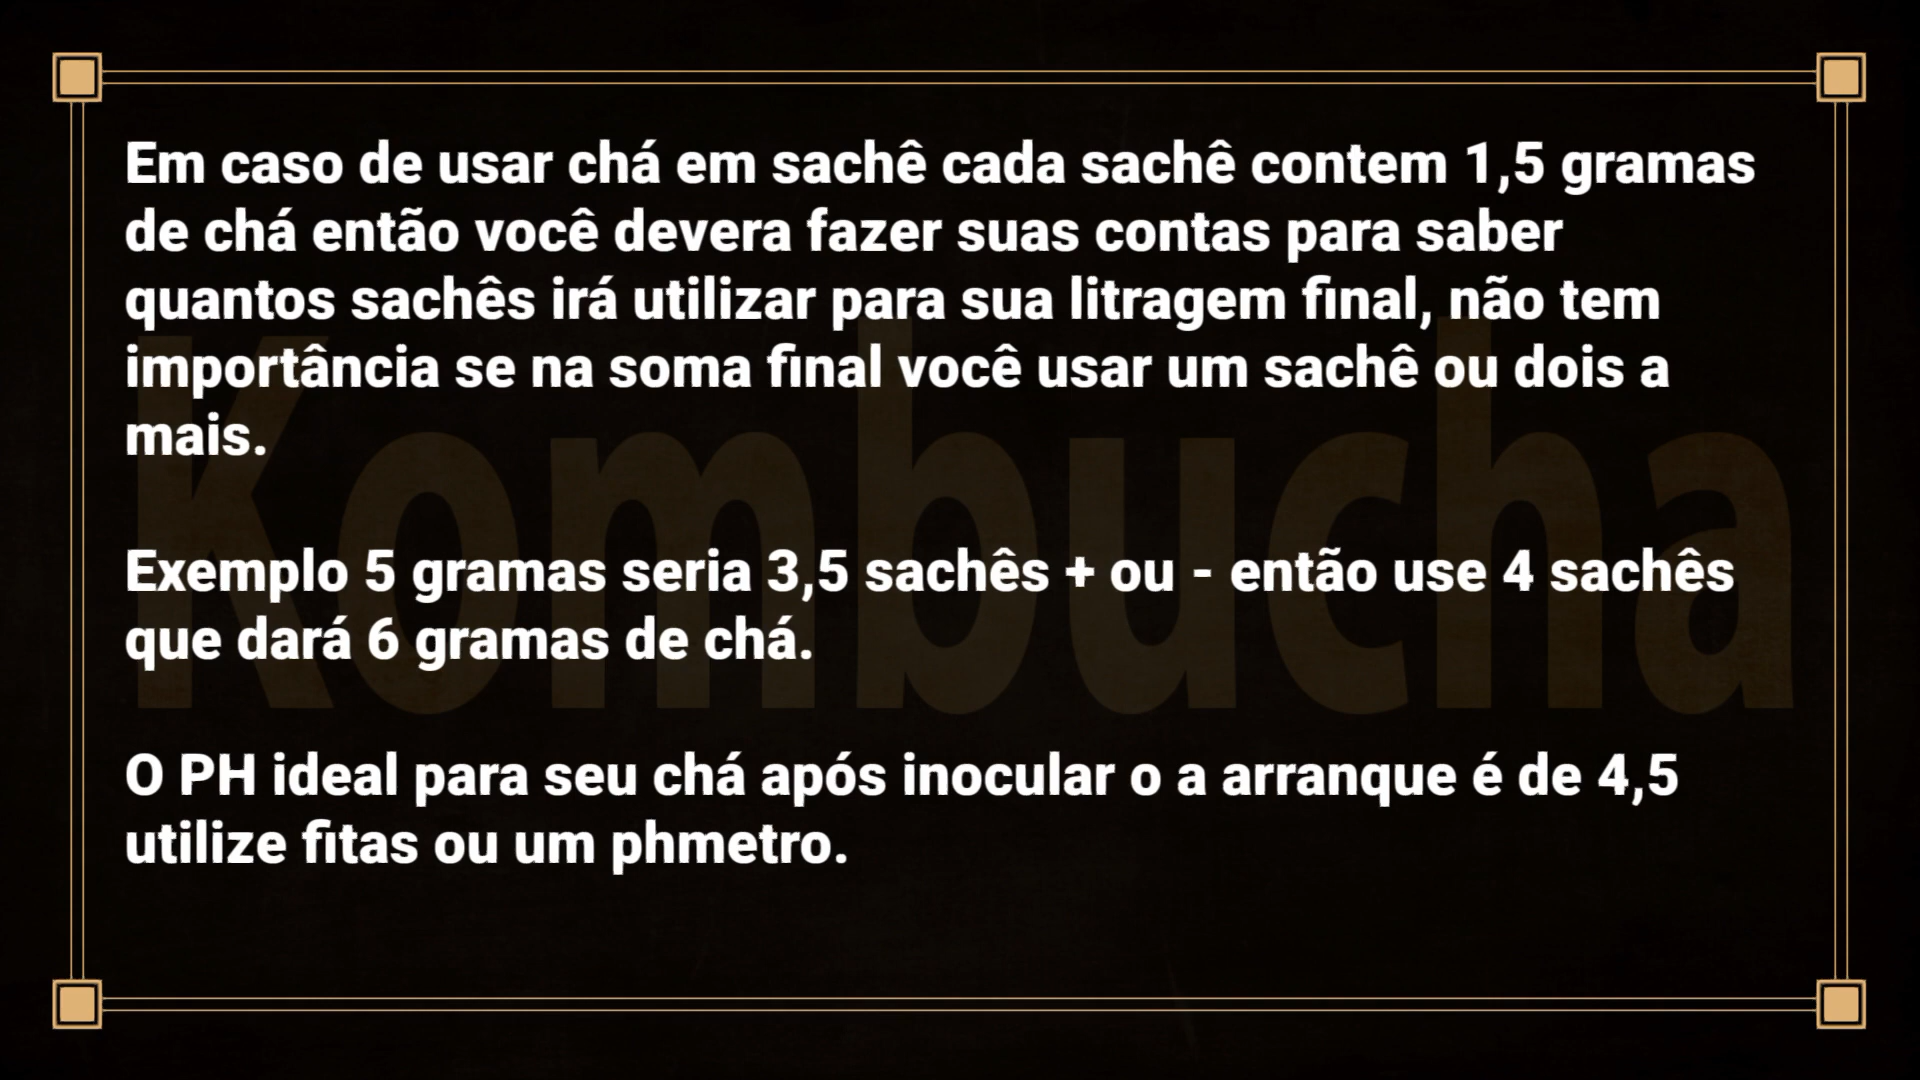 Em caso de usar chá em sachê cada sachê contem 1,5 gramas
de chá então você devera fazer suas contas para saber
quantos sachês irá utilizar para sua litragem final, não tem
importância se na soma final você usar um sachê ou dois a
mais.
Kombucha
Exemplo 5 gramas seria 3,5 sachês + ou - então use 4 sachês
que dará 6 gramas de chá.
O PH ideal para seu chá após inocular o a arranque é de 4,5
utilize fitas ou um phmetro.